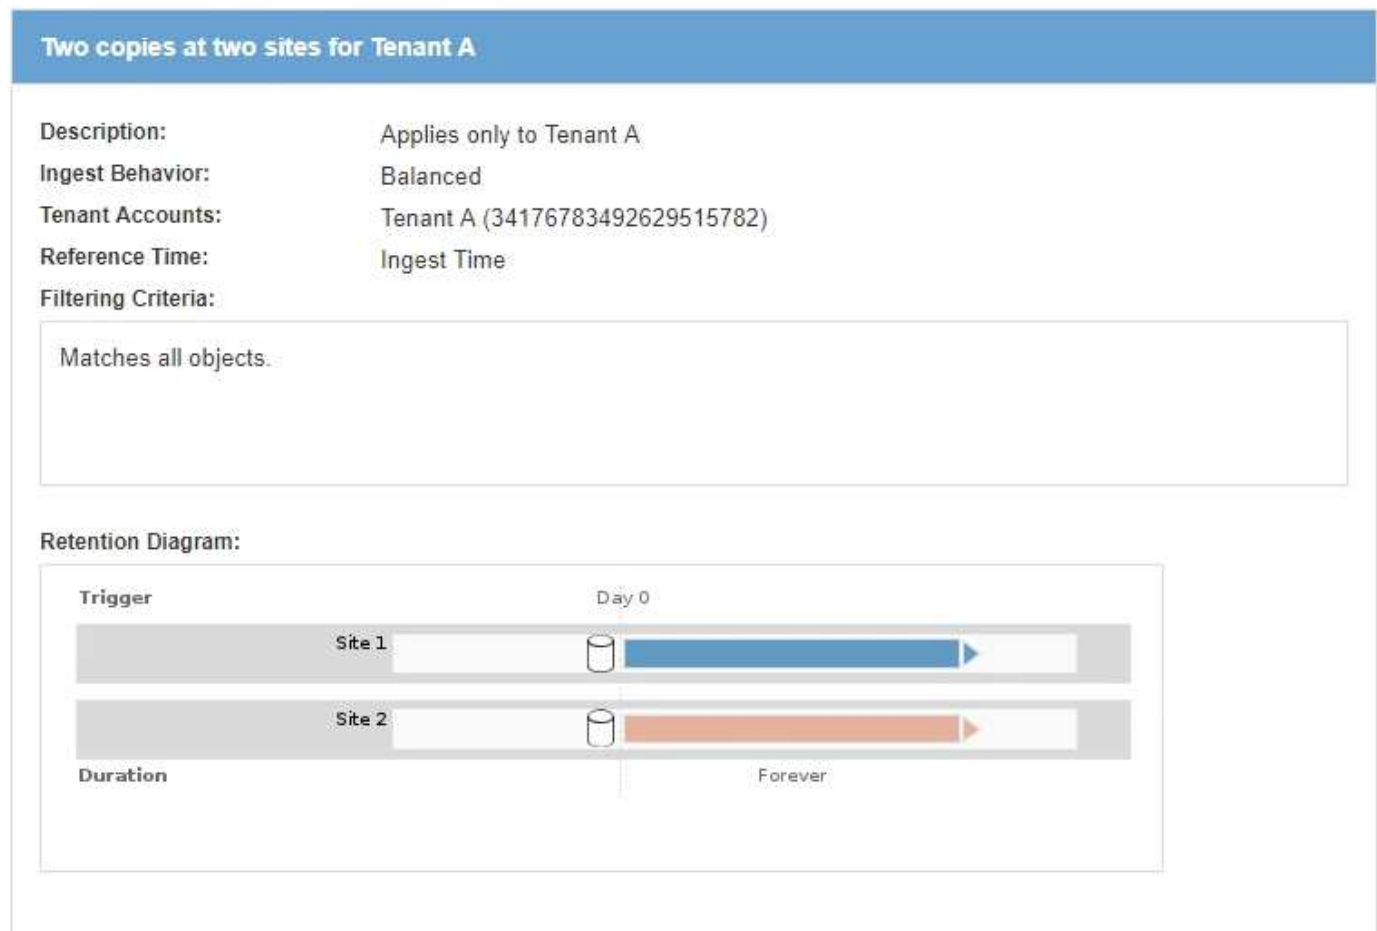 Two copies at two sites for Tenant A
Description: Applies only to Tenant A
Ingest Behavior: Balanced
Tenant Accounts: Tenant A (34176783492629515782)
Reference Time: Ingest Time
Filtering Criteria:
Matches all objects.
Retention Diagram:
Trigger Day 0
Site 1
Site 2
Duration Forever